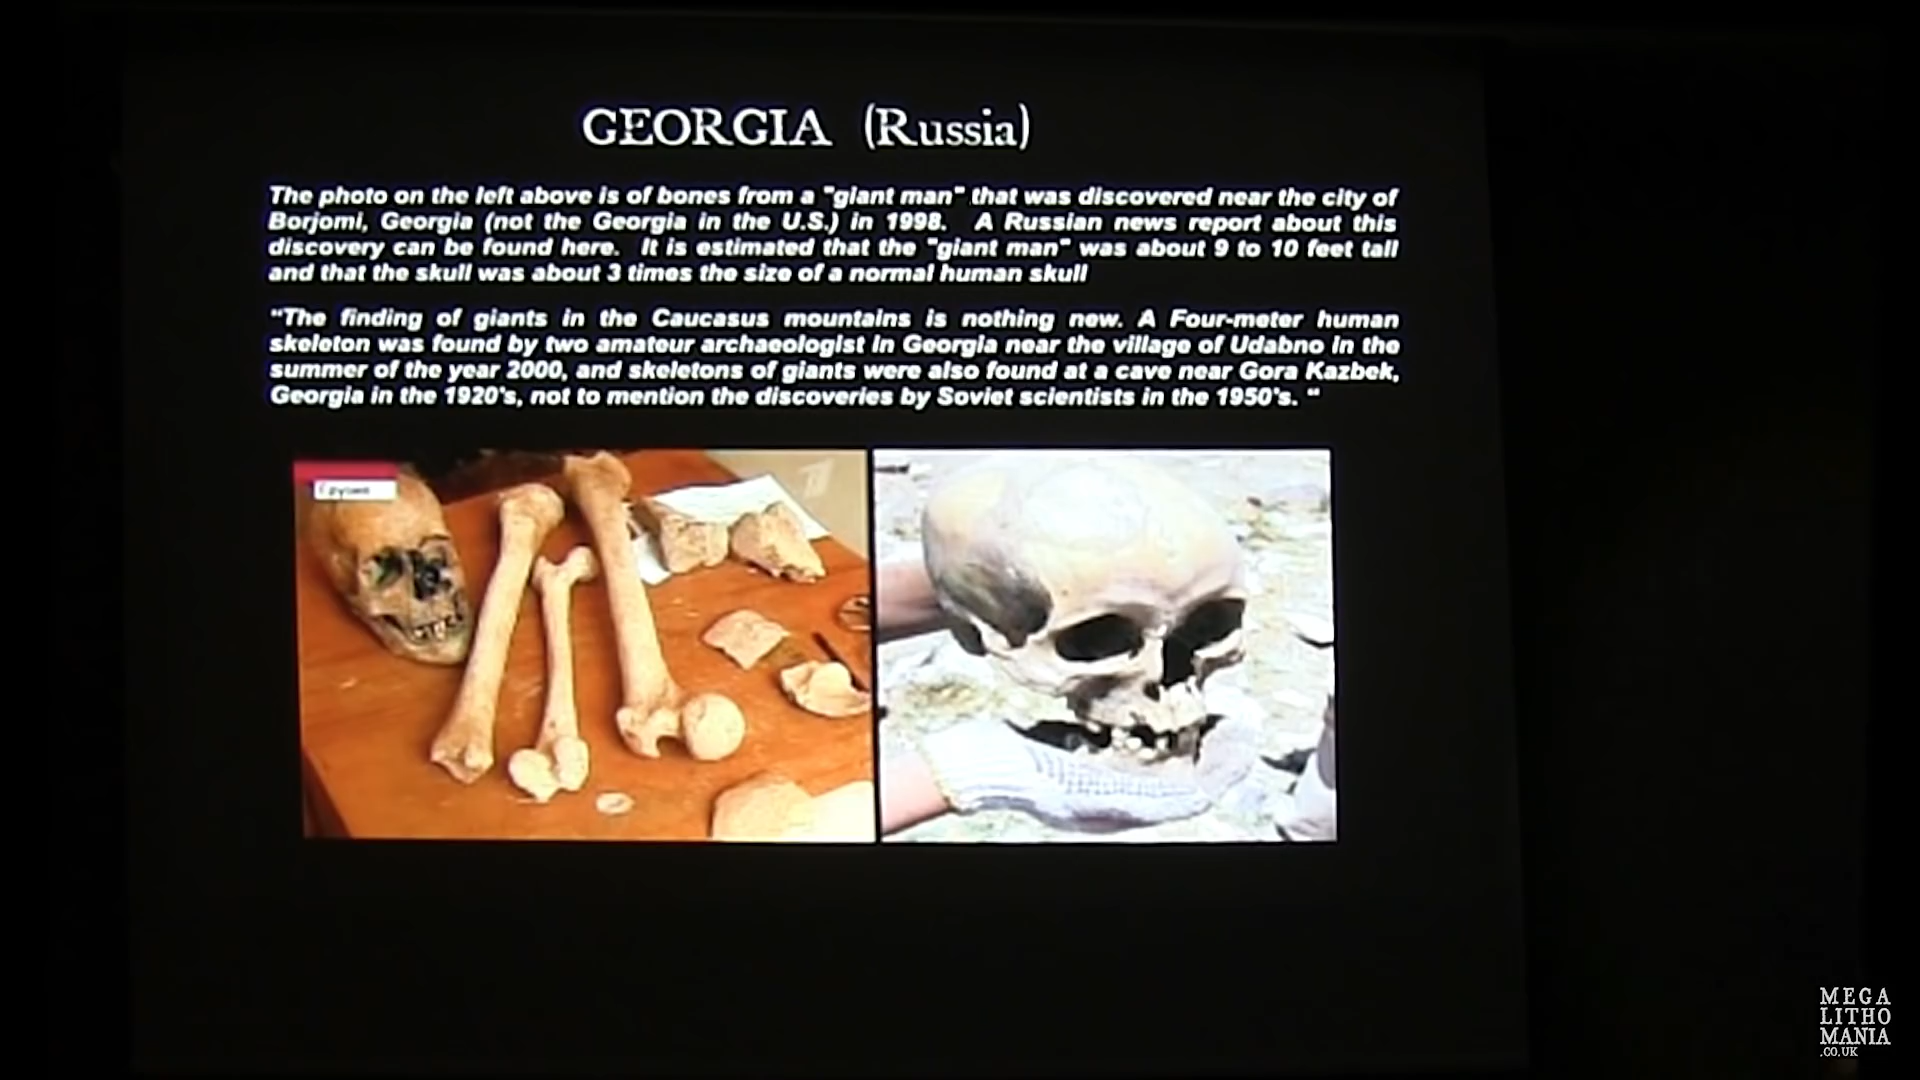 GEORGIA (Russia)
The photo on the left above is of bones from a "giant man" that was discovered near the city of
Borjomi, Georgia (not the Georgia in the U.S.) in 1998. A Russian news report about this
discovery can be found here. It is estimated that the "giant man" was about 9 to 10 feet tall
and that the skull was about 3 times the size of a normal human skull
"The finding of giants in the Caucasus mountains is nothing new. A Four-meter human
skeleton was found by two amateur archaeologist in Georgia near the village of Udabno in the
summer of the year 2000, and skeletons of giants were also found at a cave near Gora Kazbek,
Georgia in the 1920's, not to mention the discoveries by Soviet scientists in the 1950's. "
Грузия
1
MEGA
LITHO
MANIA
.CO.UK